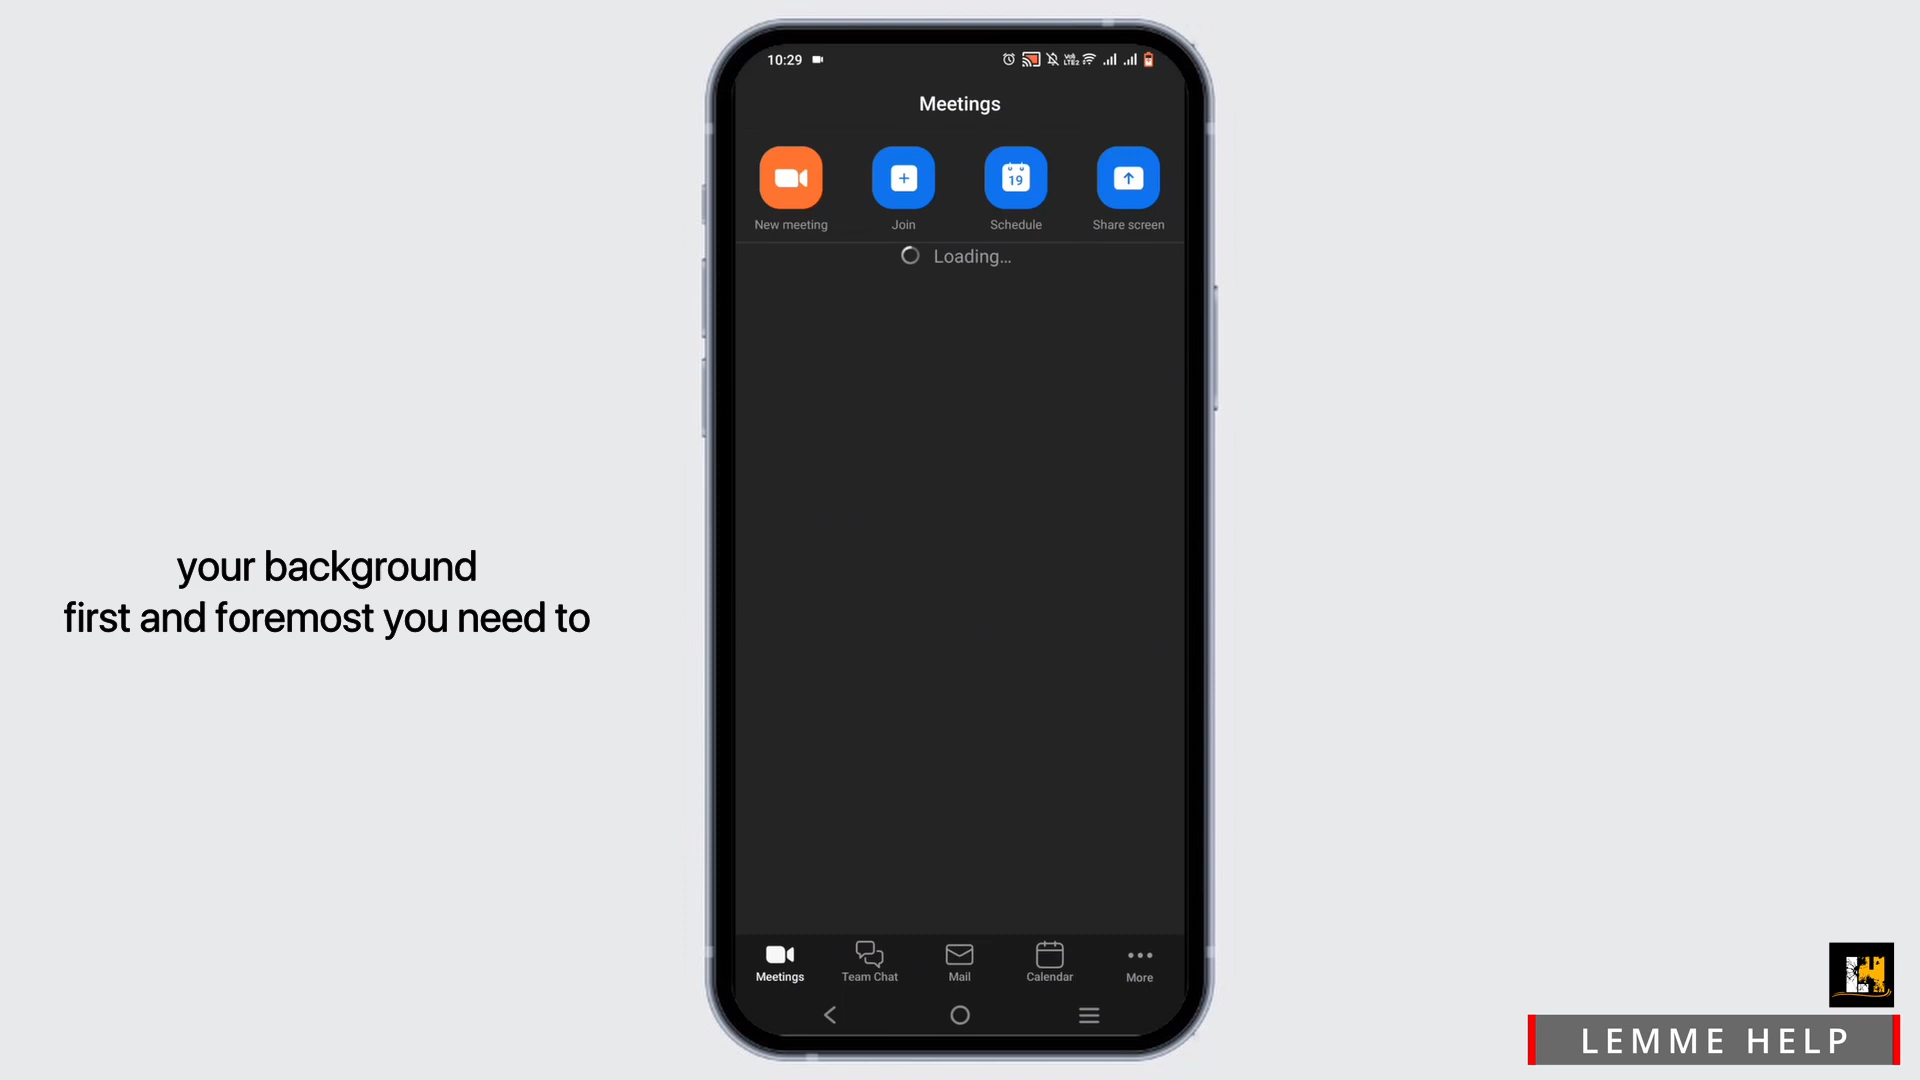 10:29
Meetings
19
New meeting Join Schedule Share screen
Loading...
your background
first and foremost you need to
Meetings Team Chat Mail Calendar More
LEMME HELP